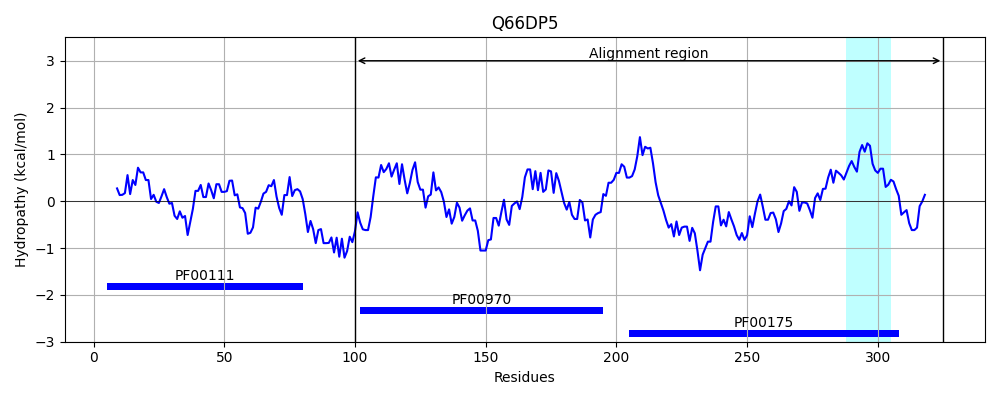 Q66DP5
Alignment region
3
2
1
0
−1
−2
−3
Hydropathy (kcal/mol)
PF00111
PF00970
PF00175
0 50 100 150 200 250 300
Residues